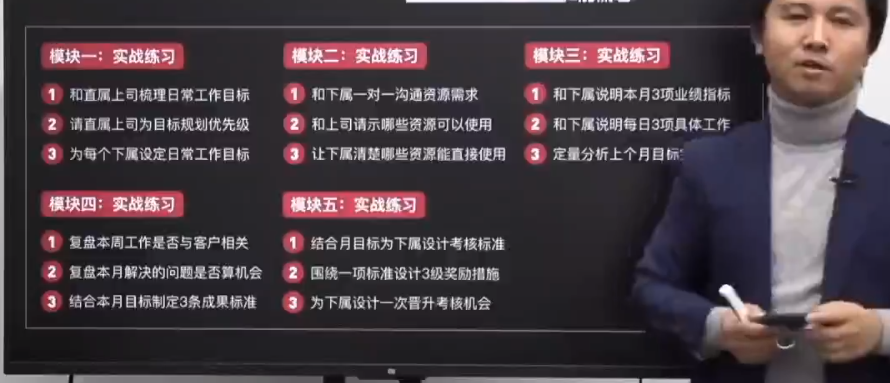 模块一：实战练习
1 和直属上司梳理日常工作目标
2 请直属上司为目标规划优先级
3 为每个下属设定日常工作目标
模块二：实战练习
1 和下属一对一沟通资源需求
2 和上司请示哪些资源可以使用
3 让下属清楚哪些资源能直接使用
模块三：实战练习
1 和下属说明本月3项业绩指标
2 和下属说明每日3项具体工作
3 定量分析上个月目标
模块四：实战练习
1 复盘本周工作是否与客户相关
2 复盘本月解决的问题是否算机会
3 结合本月目标制定3条成果标准
模块五：实战练习
1 结合月目标为下属设计考核标准
2 围绕一项标准设计3级奖励措施
3 为下属设计一次晋升考核机会